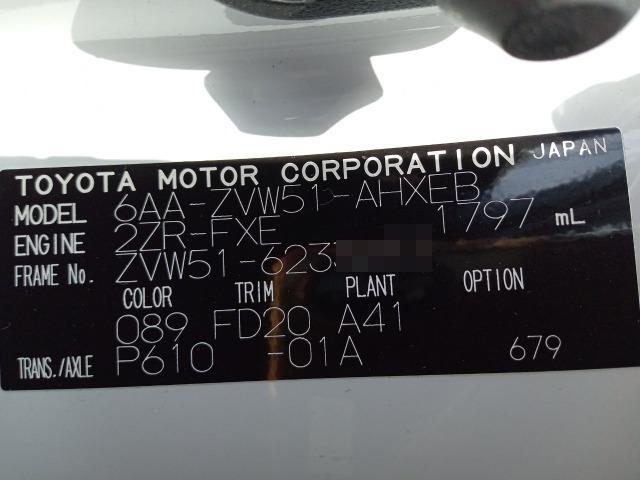 TOYOTA MOTOR CORPORATION JAPAN
MODEL 6AA-ZVW51-AHXEB
ENGINE 2ZR-FXE 1797 mL
FRAME No. ZVW51-623
COLOR TRIM PLANT OPTION
089 FD20 A41
TRANS./AXLE P610 -01A 679